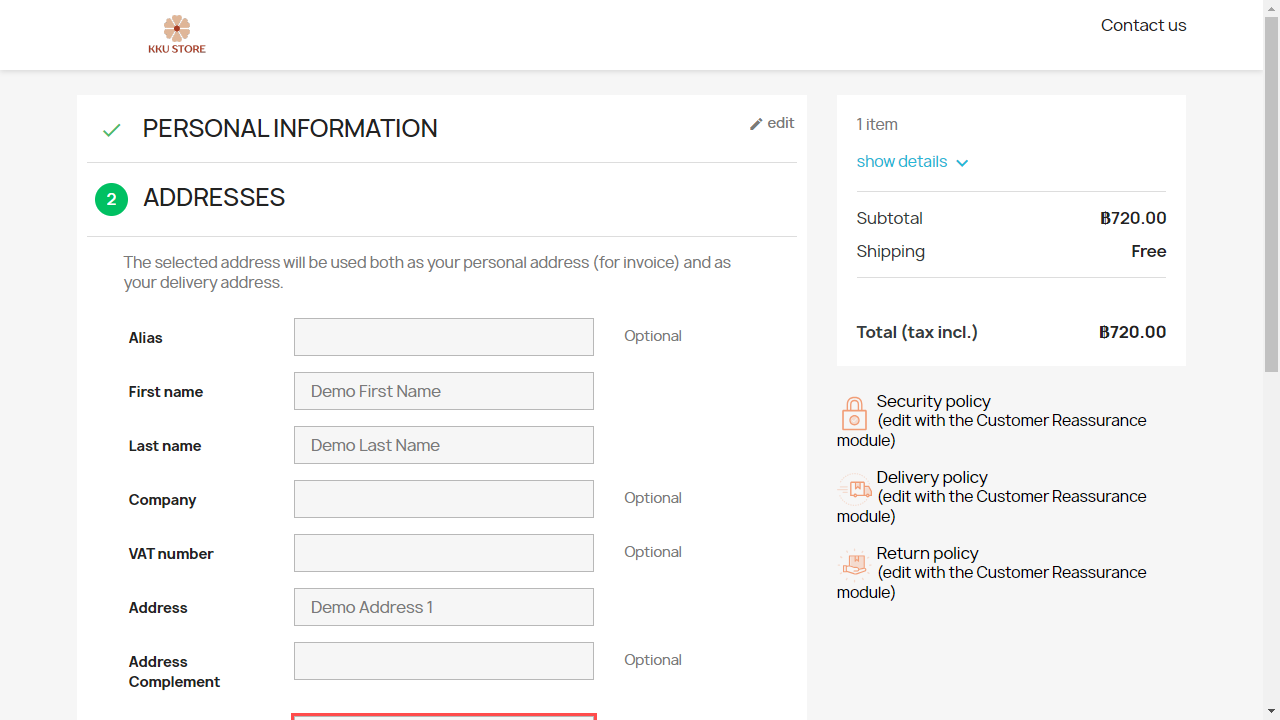 KKU STORE
Contact us
PERSONAL INFORMATION
edit
2
ADDRESSES
The selected address will be used both as your personal address (for invoice) and as
your delivery address.
Alias
Optional
First name
Demo First Name
Last name
Demo Last Name
Company
Optional
VAT number
Optional
Address
Demo Address 1
Address
Complement
Optional
1 item
show details
Subtotal
฿720.00
Shipping
Free
Total (tax incl.)
฿720.00
Security policy
(edit with the Customer Reassurance
module)
Delivery policy
(edit with the Customer Reassurance
module)
Return policy
(edit with the Customer Reassurance
module)